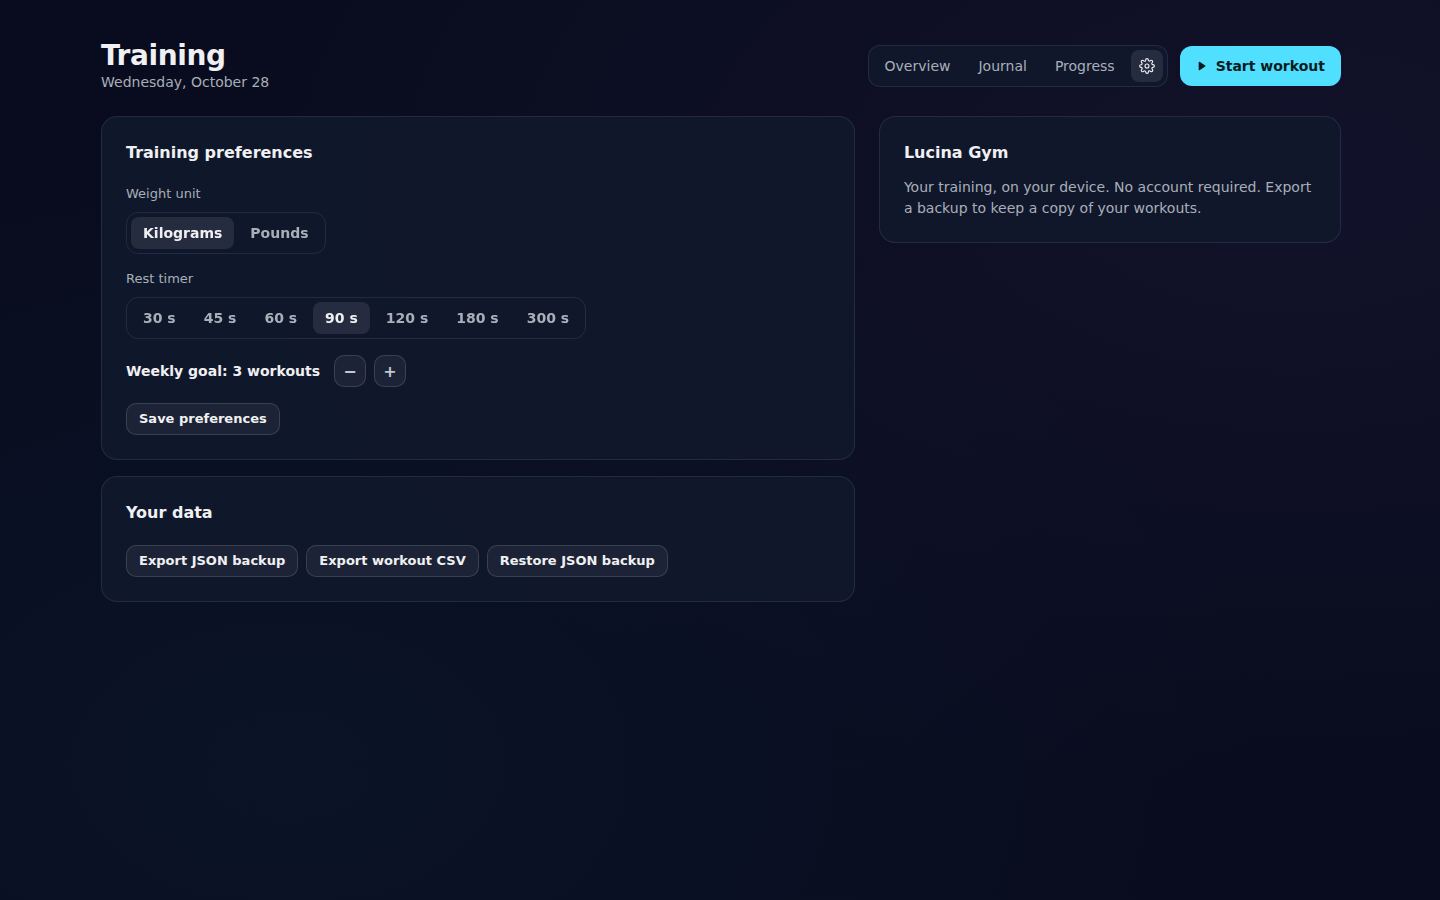 Training
Wednesday, October 28
Overview
Journal
Progress
Start workout
Training preferences
Weight unit
Kilograms
Pounds
Rest timer
30 s
45 s
60 s
90 s
120 s
180 s
300 s
Weekly goal: 3 workouts
−
+
Save preferences
Your data
Export JSON backup
Export workout CSV
Restore JSON backup
Lucina Gym
Your training, on your device. No account required. Export
a backup to keep a copy of your workouts.